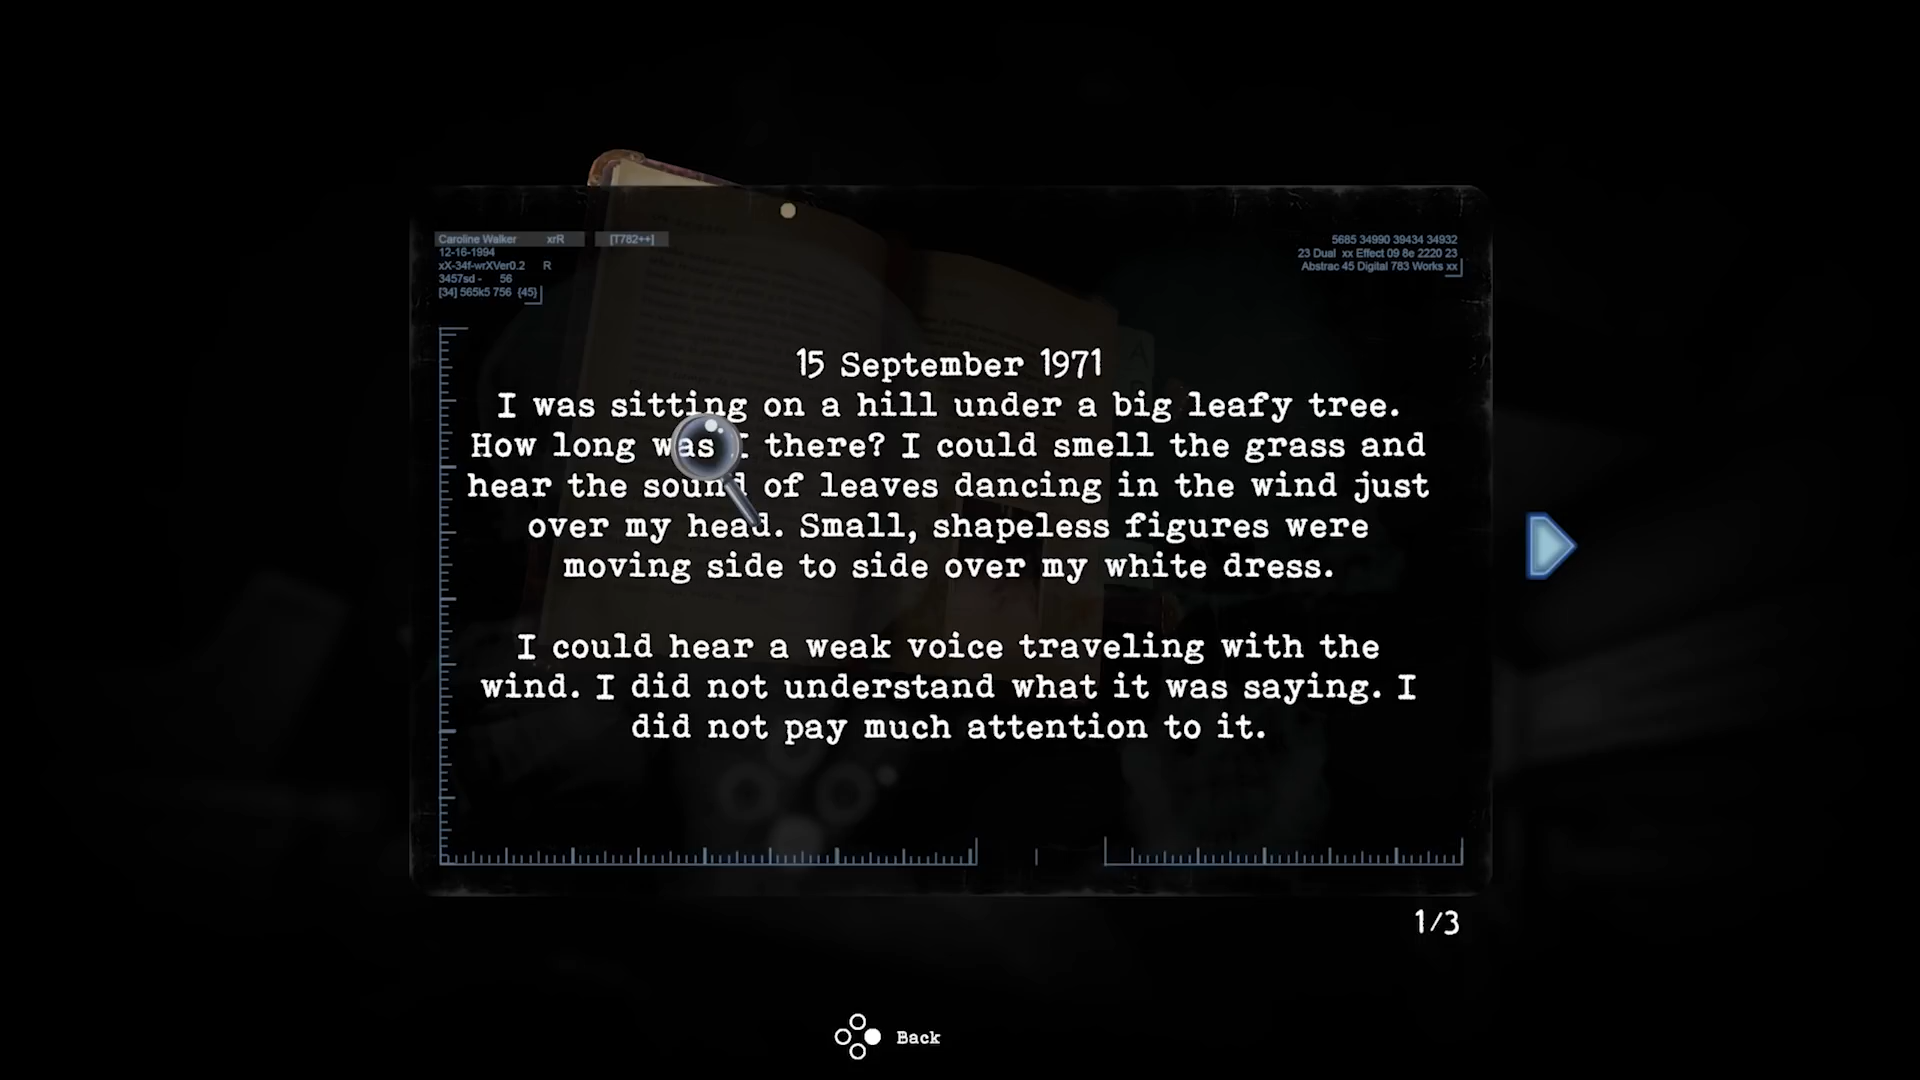 Caroline Walker xrR [T782++]
12-16-1994
xX-34f-wrXVer0.2 R
3457sd - 56
[34] 565k5 756 {45}
5685 34990 39434 34932
23 Dual xx Effect 09 8e 2220 23
Abstrac 45 Digital 783 Works xx
15 September 1971
I was sitting on a hill under a big leafy tree.
How long was I there? I could smell the grass and
hear the sound of leaves dancing in the wind just
over my head. Small, shapeless figures were
moving side to side over my white dress.
I could hear a weak voice traveling with the
wind. I did not understand what it was saying. I
did not pay much attention to it.
1/3
Back